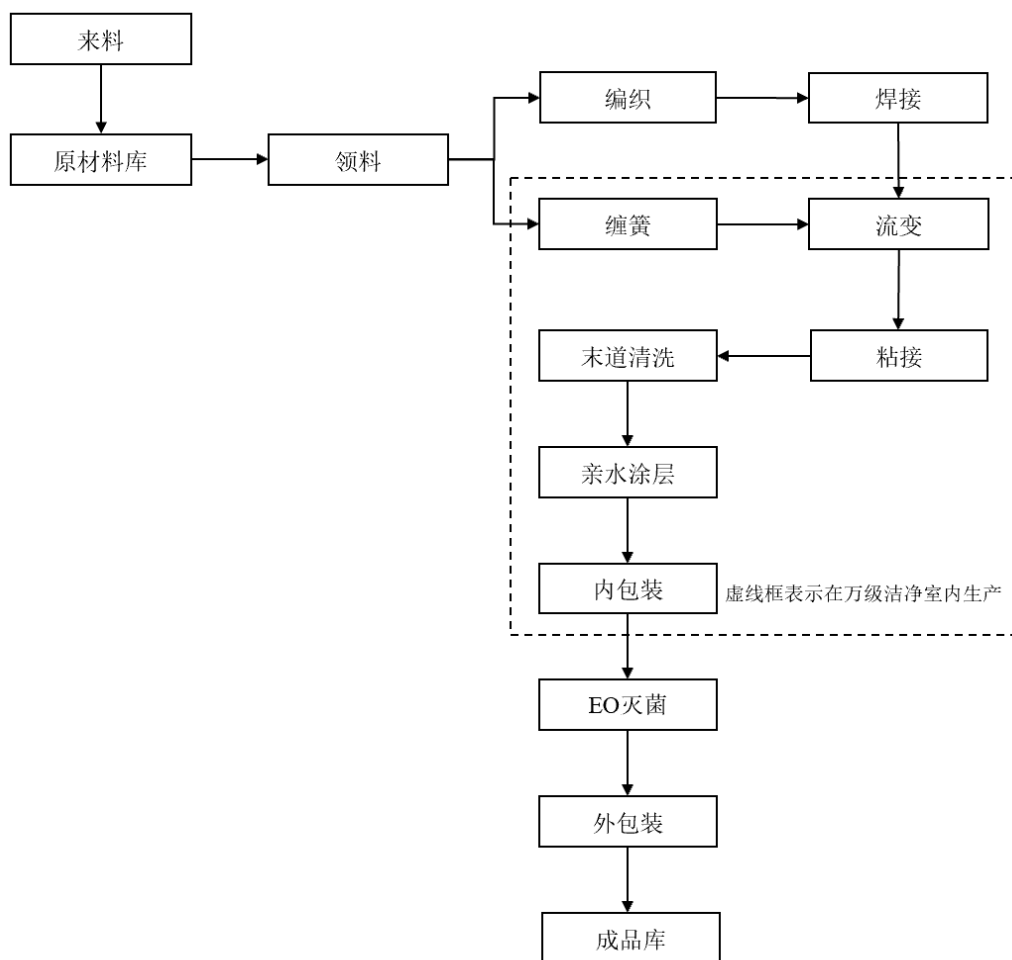 来料
原材料库
领料
编织
焊接
缠簧
流变
末道清洗
粘接
亲水涂层
内包装
虚线框表示在万级洁净室内生产
EO灭菌
外包装
成品库